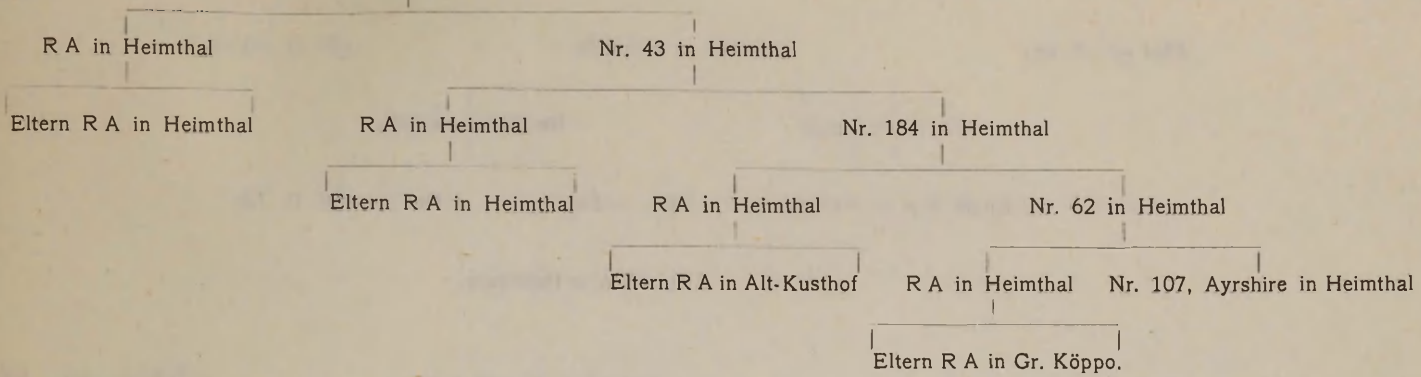 R A in Heimthal Nr. 43 in Heimthal
Eltern R A in Heimthal R A in Heimthal Nr. 184 in Heimthal
Eltern R A in Heimthal R A in Heimthal Nr. 62 in Heimthal
Eltern R A in Alt-Kusthof R A in Heimthal Nr. 107, Ayrshire in Heimthal
Eltern R A in Gr. Köppo.